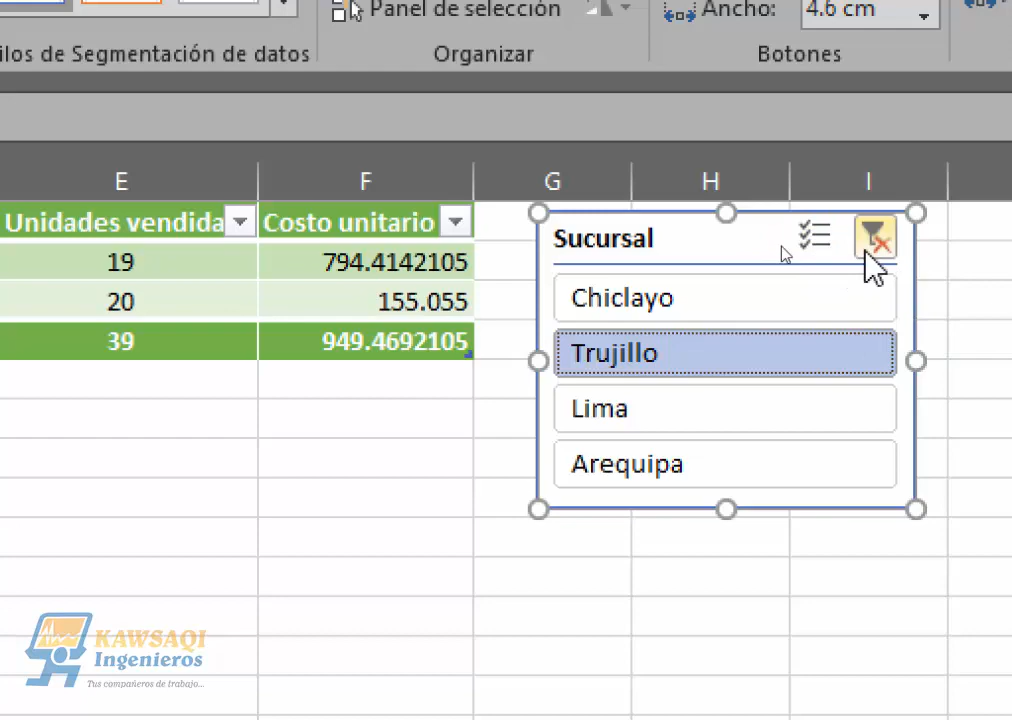 Panel de selección
Ancho:
4.6 cm
ilos de Segmentación de datos
Organizar
Botones
E
F
G
H
I
Unidades vendida
Costo unitario
Sucursal
19
794.4142105
Chiclayo
20
155.055
39
949.4692105
Trujillo
Lima
Arequipa
KAWSAQI
Ingenieros
Tus compañeros de trabajo...